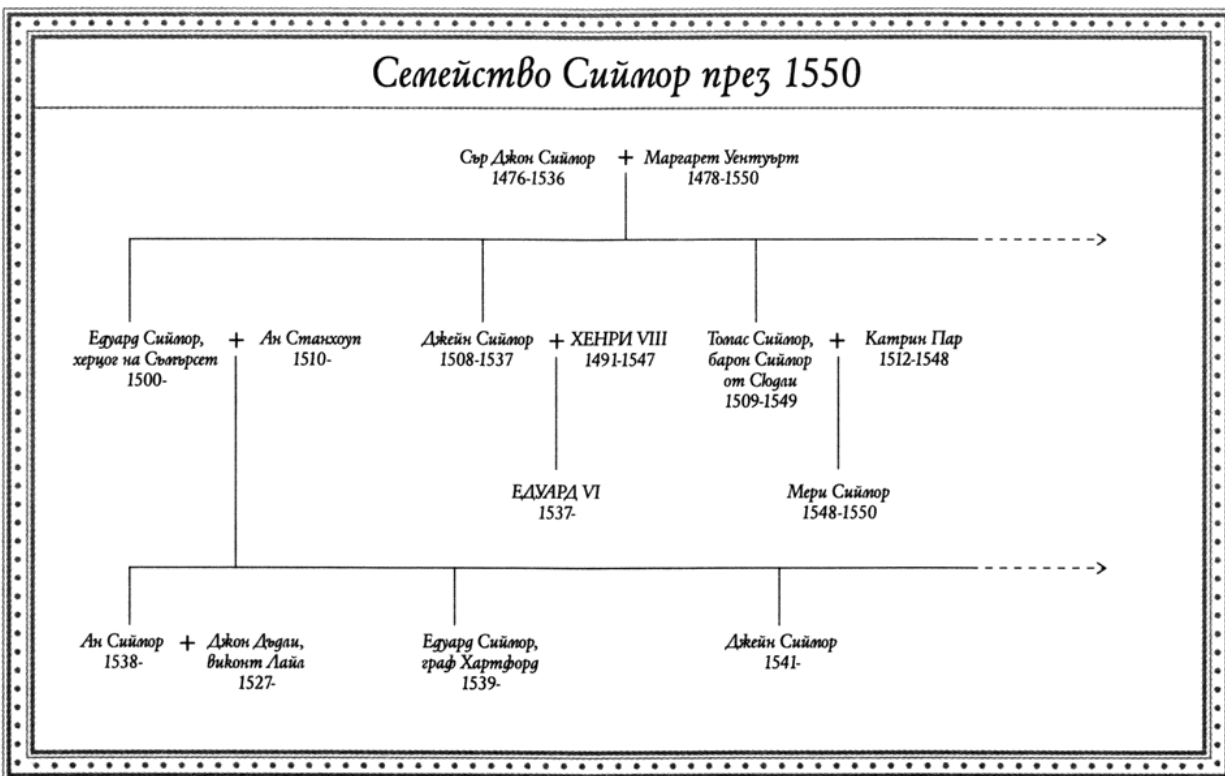 Семейство Сиймор през 1550
Сър Джон Сиймор + Маргарет Уентуърт
1476-1536 1478-1550
Едуард Сиймор, + Ан Станхоуп Джейн Сиймор + ХЕНРИ VIII Томас Сиймор, + Катрин Пар
херцог на Съмърсет 1510- 1508-1537 1491-1547 барон Сиймор 1512-1548
1500- от Сюдли
1509-1549
ЕДУАРД VI Мери Сиймор
1537- 1548-1550
Ан Сиймор + Джон Дъдли, Едуард Сиймор, Джейн Сиймор
1538- виконт Лайл граф Хартфорд 1541-
1527- 1539-